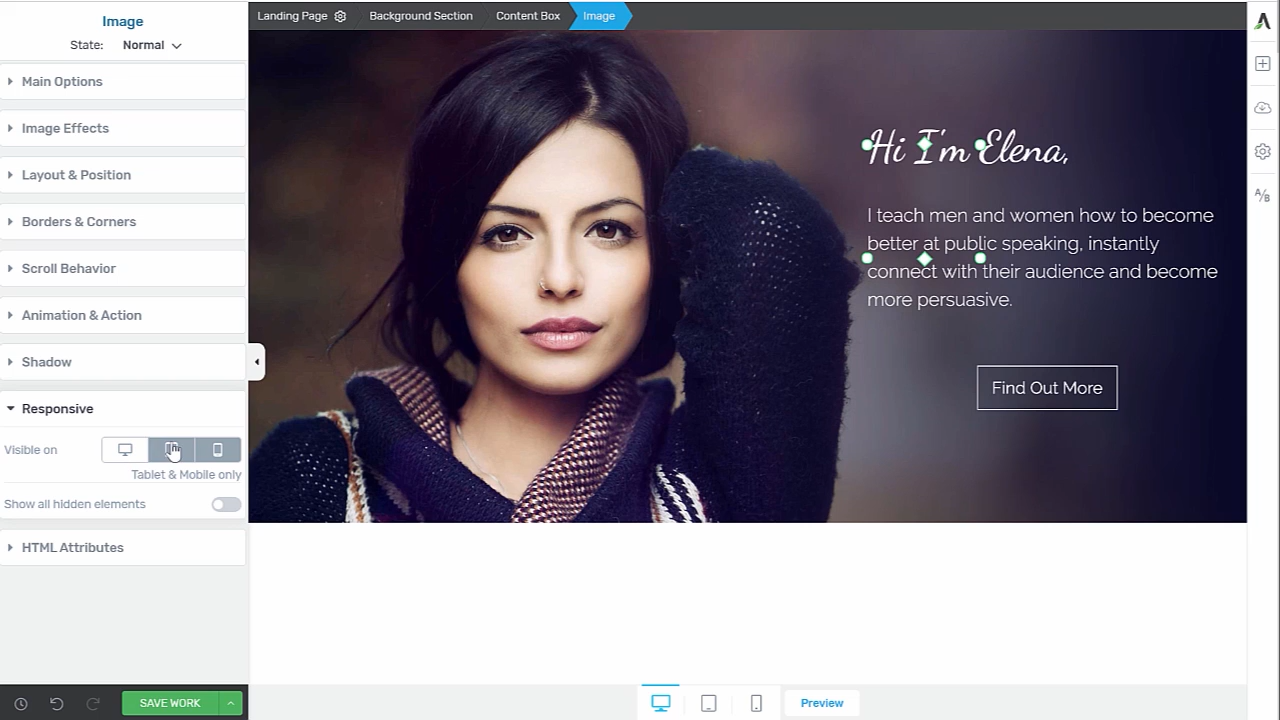 Image
State: Normal
Main Options
Image Effects
Layout & Position
Borders & Corners
Scroll Behavior
Animation & Action
Shadow
Responsive
Visible on
Tablet & Mobile only
Show all hidden elements
HTML Attributes
SAVE WORK
Landing Page Background Section Content Box Image
Hi I'm Elena,
I teach men and women how to become
better at public speaking, instantly
connect with their audience and become
more persuasive.
Find Out More
Preview
A/B